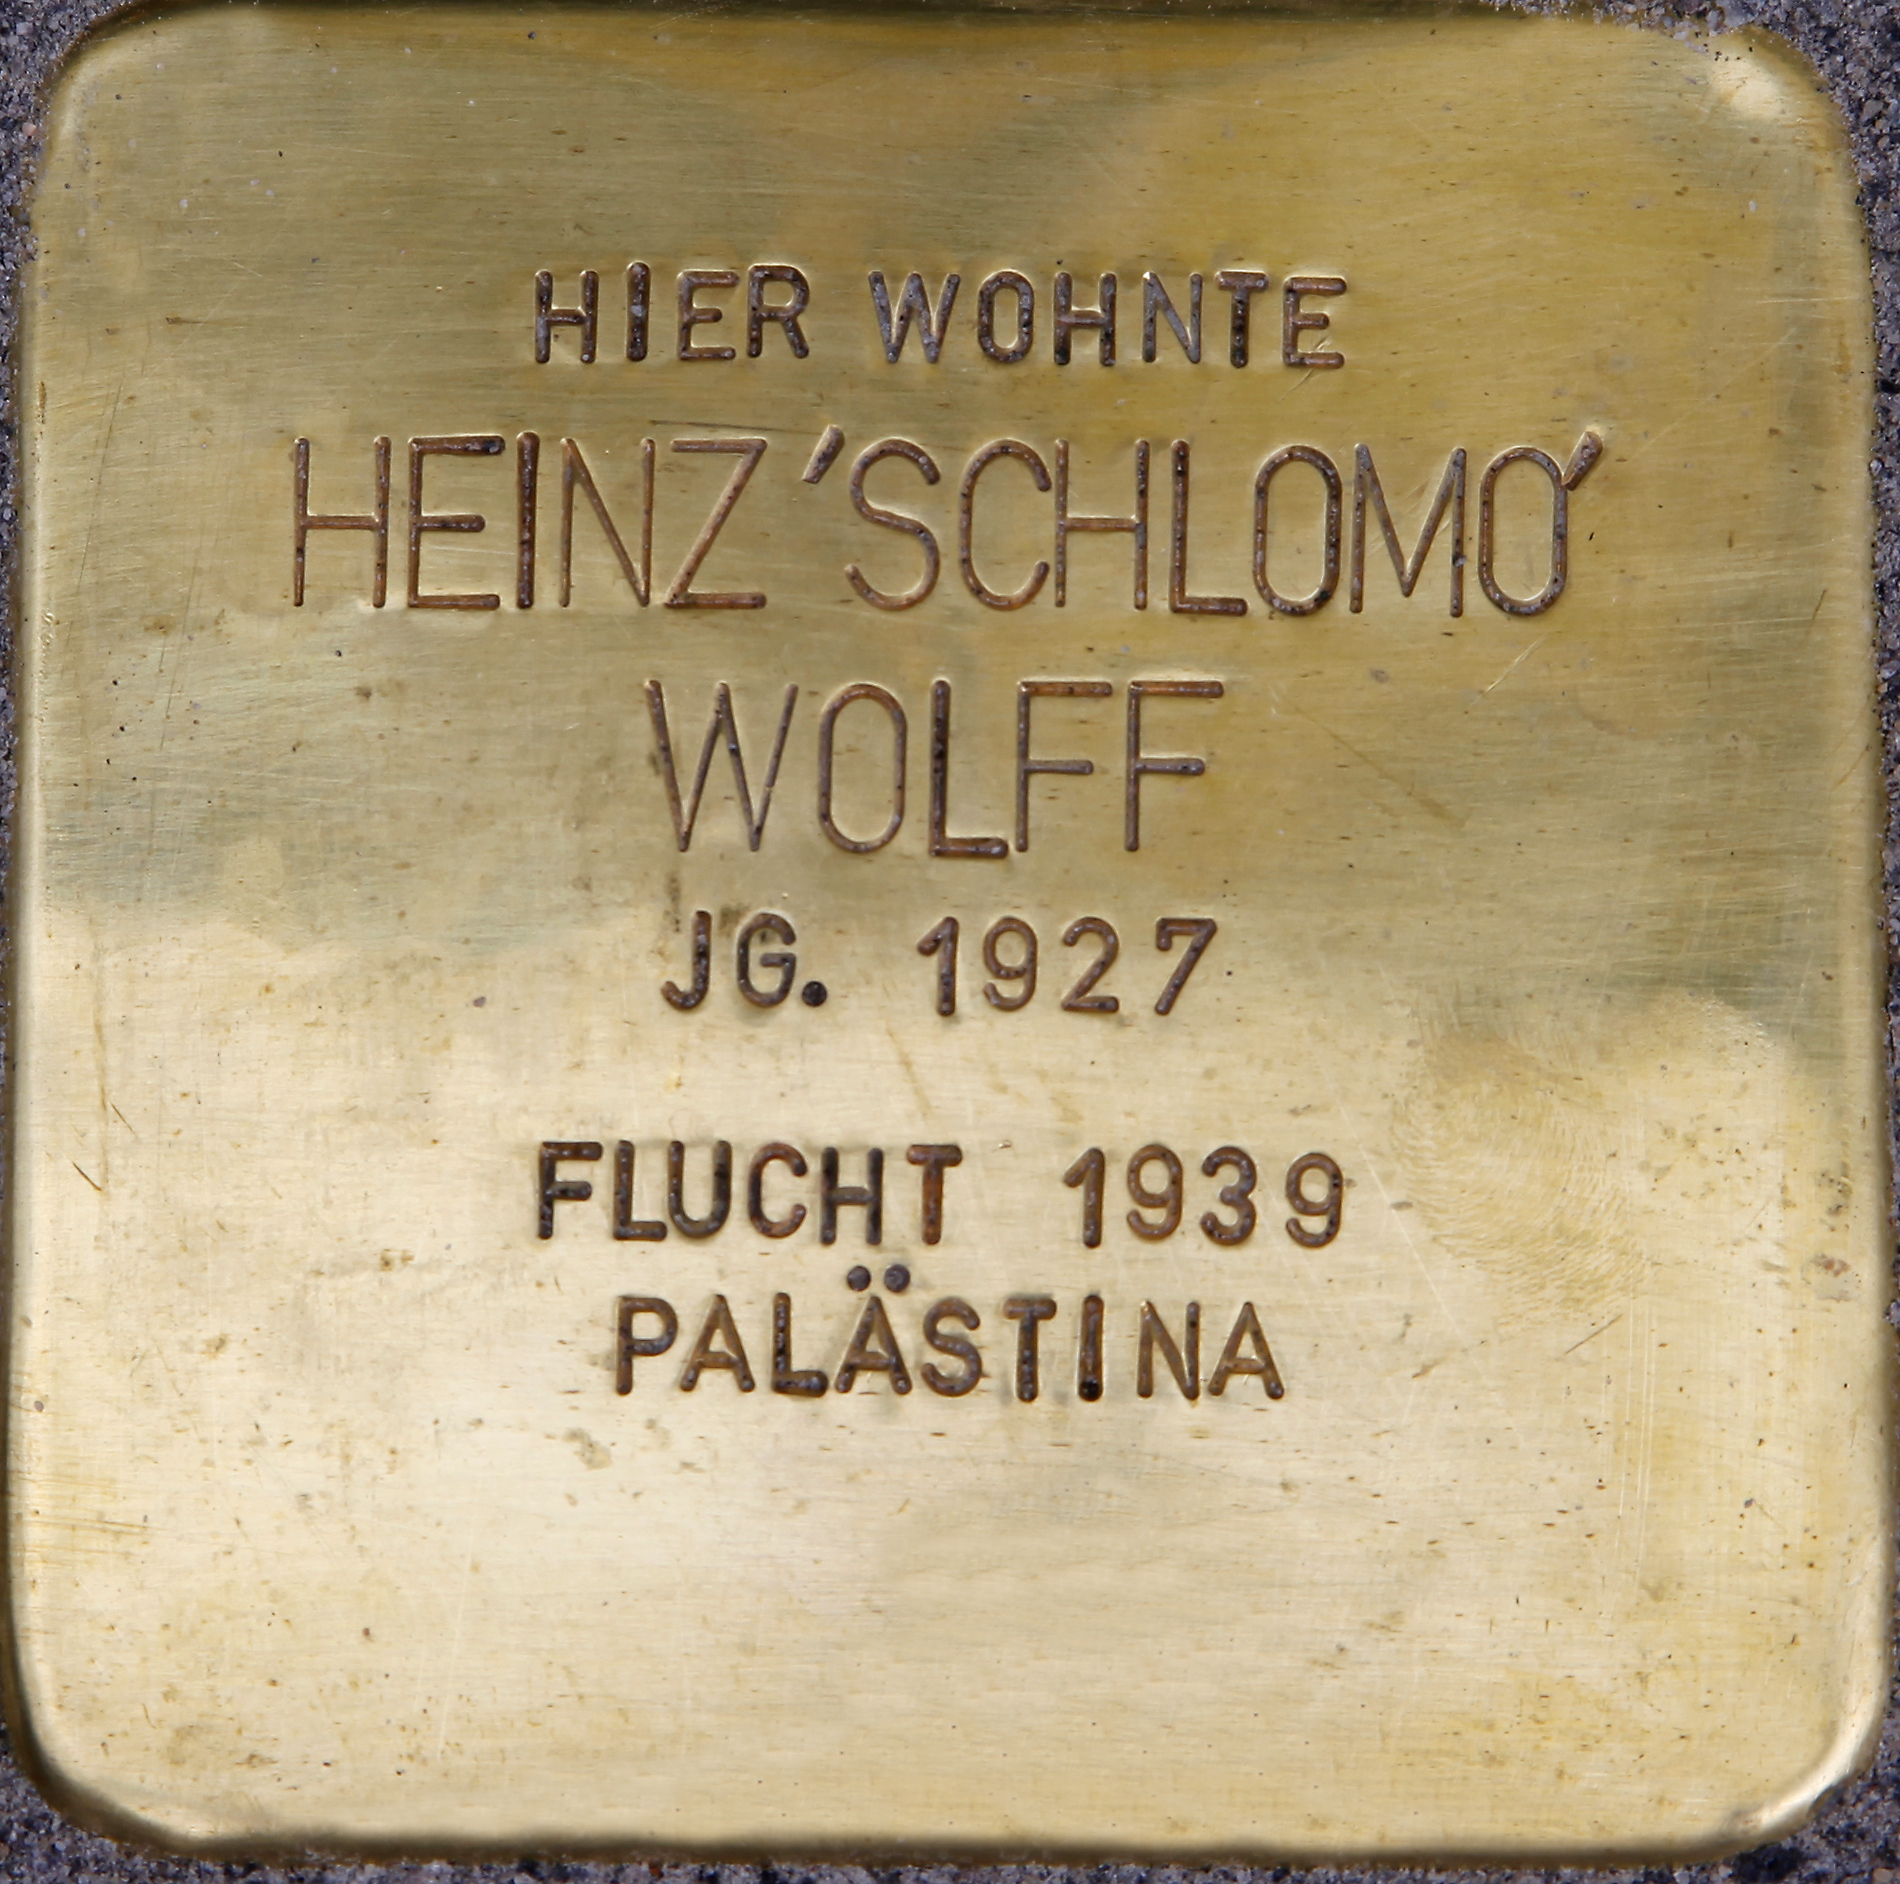 HIER WOHNTE
HEINZ 'SCHLOMO'
WOLFF
JG. 1927
FLUCHT 1939
PALÄSTINA